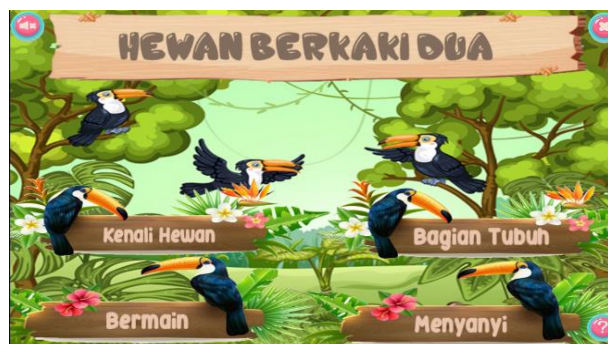 HEWAN BERKAKI DUA
Kenali Hewan
Bagian Tubuh
Bermain
Menyanyi
?